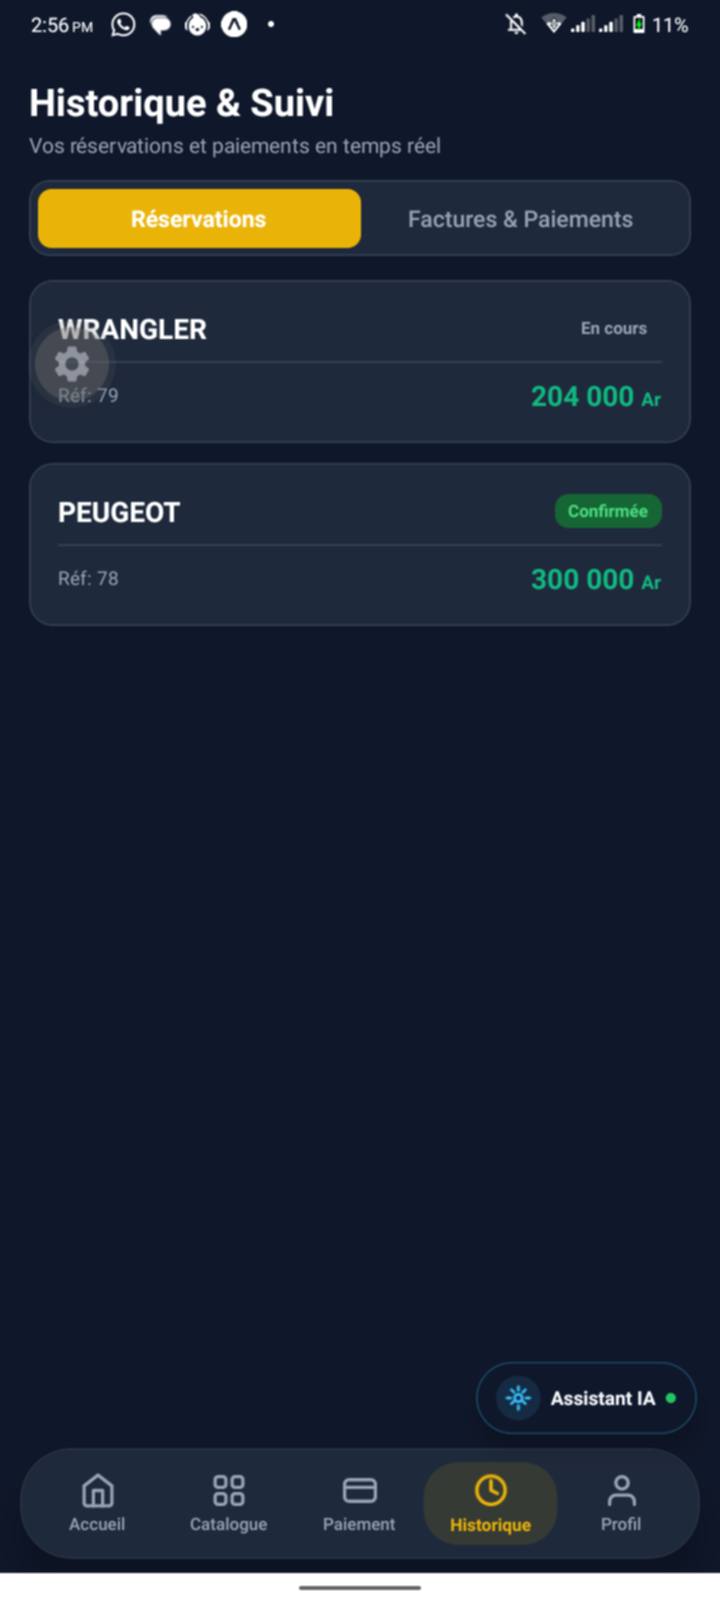 2:56 PM 11%
Historique & Suivi
Vos réservations et paiements en temps réel
Réservations Factures & Paiements
WRANGLER En cours
Réf: 79 204 000 Ar
PEUGEOT Confirmée
Réf: 78 300 000 Ar
Assistant IA
Accueil Catalogue Paiement Historique Profil